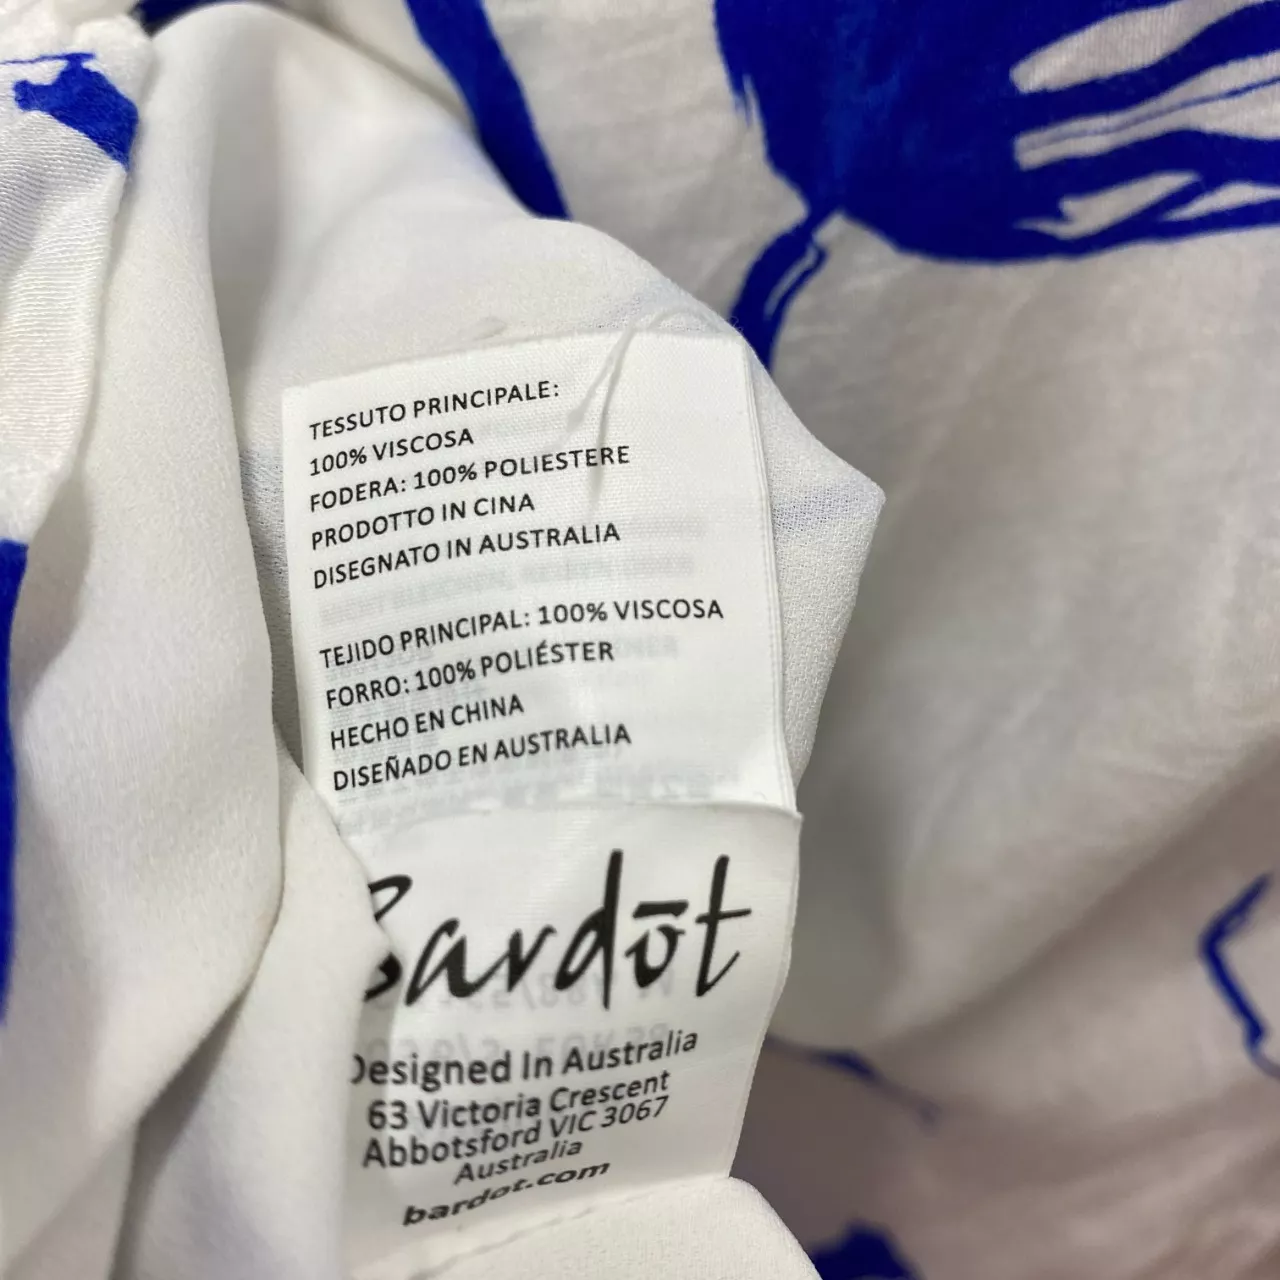 TESSUTO PRINCIPALE:
100% VISCOSA
FODERA: 100% POLIESTERE
PRODOTTO IN CINA
DISEGNATO IN AUSTRALIA
TEJIDO PRINCIPAL: 100% VISCOSA
FORRO: 100% POLIÉSTER
HECHO EN CHINA
DISEÑADO EN AUSTRALIA
Bardōt
Designed In Australia
63 Victoria Crescent
Abbotsford VIC 3067
Australia
bardot.com